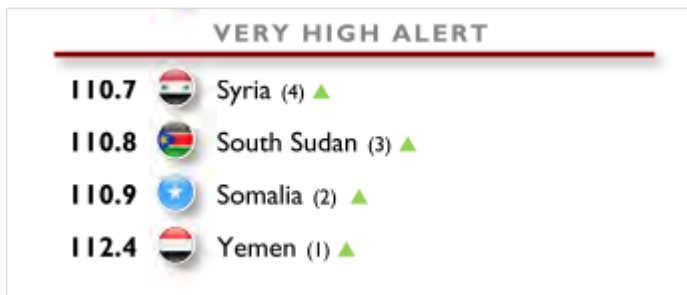 VERY HIGH ALERT
110.7 Syria (4) ▲
110.8 South Sudan (3) ▲
110.9 Somalia (2) ▲
112.4 Yemen (1) ▲